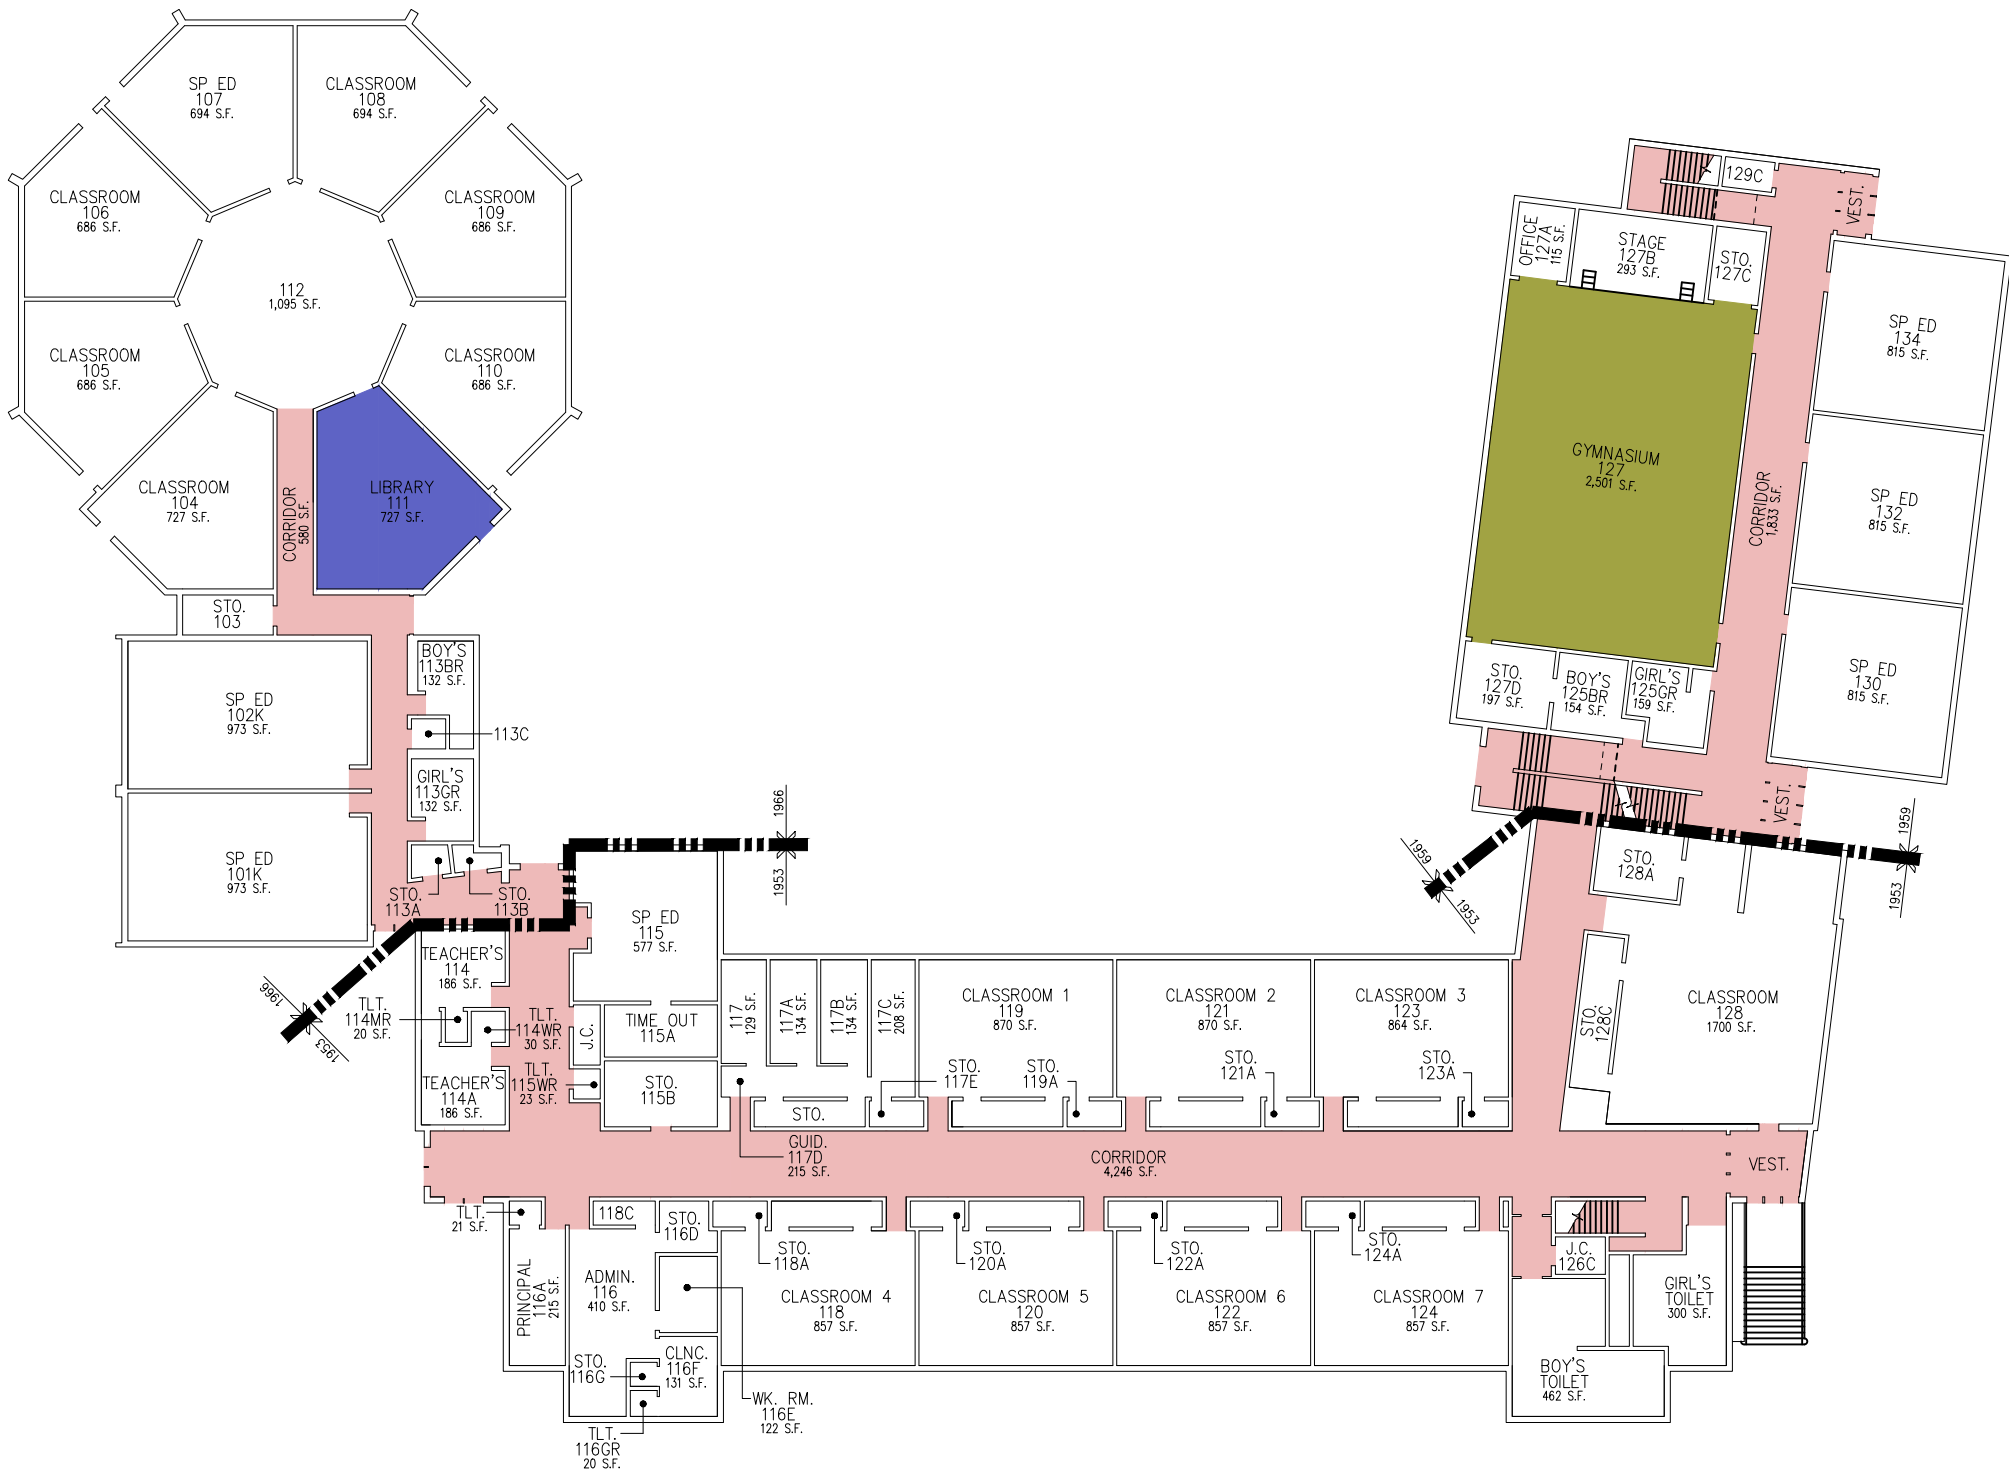 SP ED
107
694 S.F.
CLASSROOM
108
694 S.F.
CLASSROOM
106
686 S.F.
CLASSROOM
109
686 S.F.
112
1,095 S.F.
CLASSROOM
105
686 S.F.
CLASSROOM
110
686 S.F.
CLASSROOM
104
727 S.F.
CORRIDOR
580 S.F.
LIBRARY
111
727 S.F.
STO.
103
BOY'S
113BR
132 S.F.
SP ED
102K
973 S.F.
113C
GIRL'S
113GR
132 S.F.
SP ED
101K
973 S.F.
STO.
113A
STO.
113B
1966
1953
1966
1953
129C
VEST.
OFFICE
127A
115 S.F.
STAGE
127B
293 S.F.
STO.
127C
SP ED
134
815 S.F.
GYMNASIUM
127
2,501 S.F.
CORRIDOR
1,833 S.F.
SP ED
132
815 S.F.
SP ED
130
815 S.F.
STO.
127D
197 S.F.
BOY'S
125BR
154 S.F.
GIRL'S
125GR
159 S.F.
VEST.
1959
1953
1959
1953
STO.
128A
STO.
128C
CLASSROOM
128
1700 S.F.
TEACHER'S
114
186 S.F.
TLT.
114MR
20 S.F.
TLT.
114WR
30 S.F.
TEACHER'S
114A
186 S.F.
TLT.
115WR
23 S.F.
J.C.
SP ED
115
577 S.F.
TIME OUT
115A
STO.
115B
117
129 S.F.
117A
134 S.F.
117B
134 S.F.
117C
208 S.F.
STO.
STO.
117E
GUID.
117D
215 S.F.
CLASSROOM 1
119
870 S.F.
STO.
119A
CLASSROOM 2
121
870 S.F.
STO.
121A
CLASSROOM 3
123
864 S.F.
STO.
123A
CORRIDOR
4,246 S.F.
VEST.
TLT.
21 S.F.
PRINCIPAL
116A
215 S.F.
118C
STO.
116D
ADMIN.
116
410 S.F.
STO.
116G
CLNC.
116F
131 S.F.
WK. RM.
116E
122 S.F.
TLT.
116GR
20 S.F.
STO.
118A
CLASSROOM 4
118
857 S.F.
STO.
120A
CLASSROOM 5
120
857 S.F.
STO.
122A
CLASSROOM 6
122
857 S.F.
STO.
124A
CLASSROOM 7
124
857 S.F.
J.C.
126C
GIRL'S
TOILET
300 S.F.
BOY'S
TOILET
462 S.F.